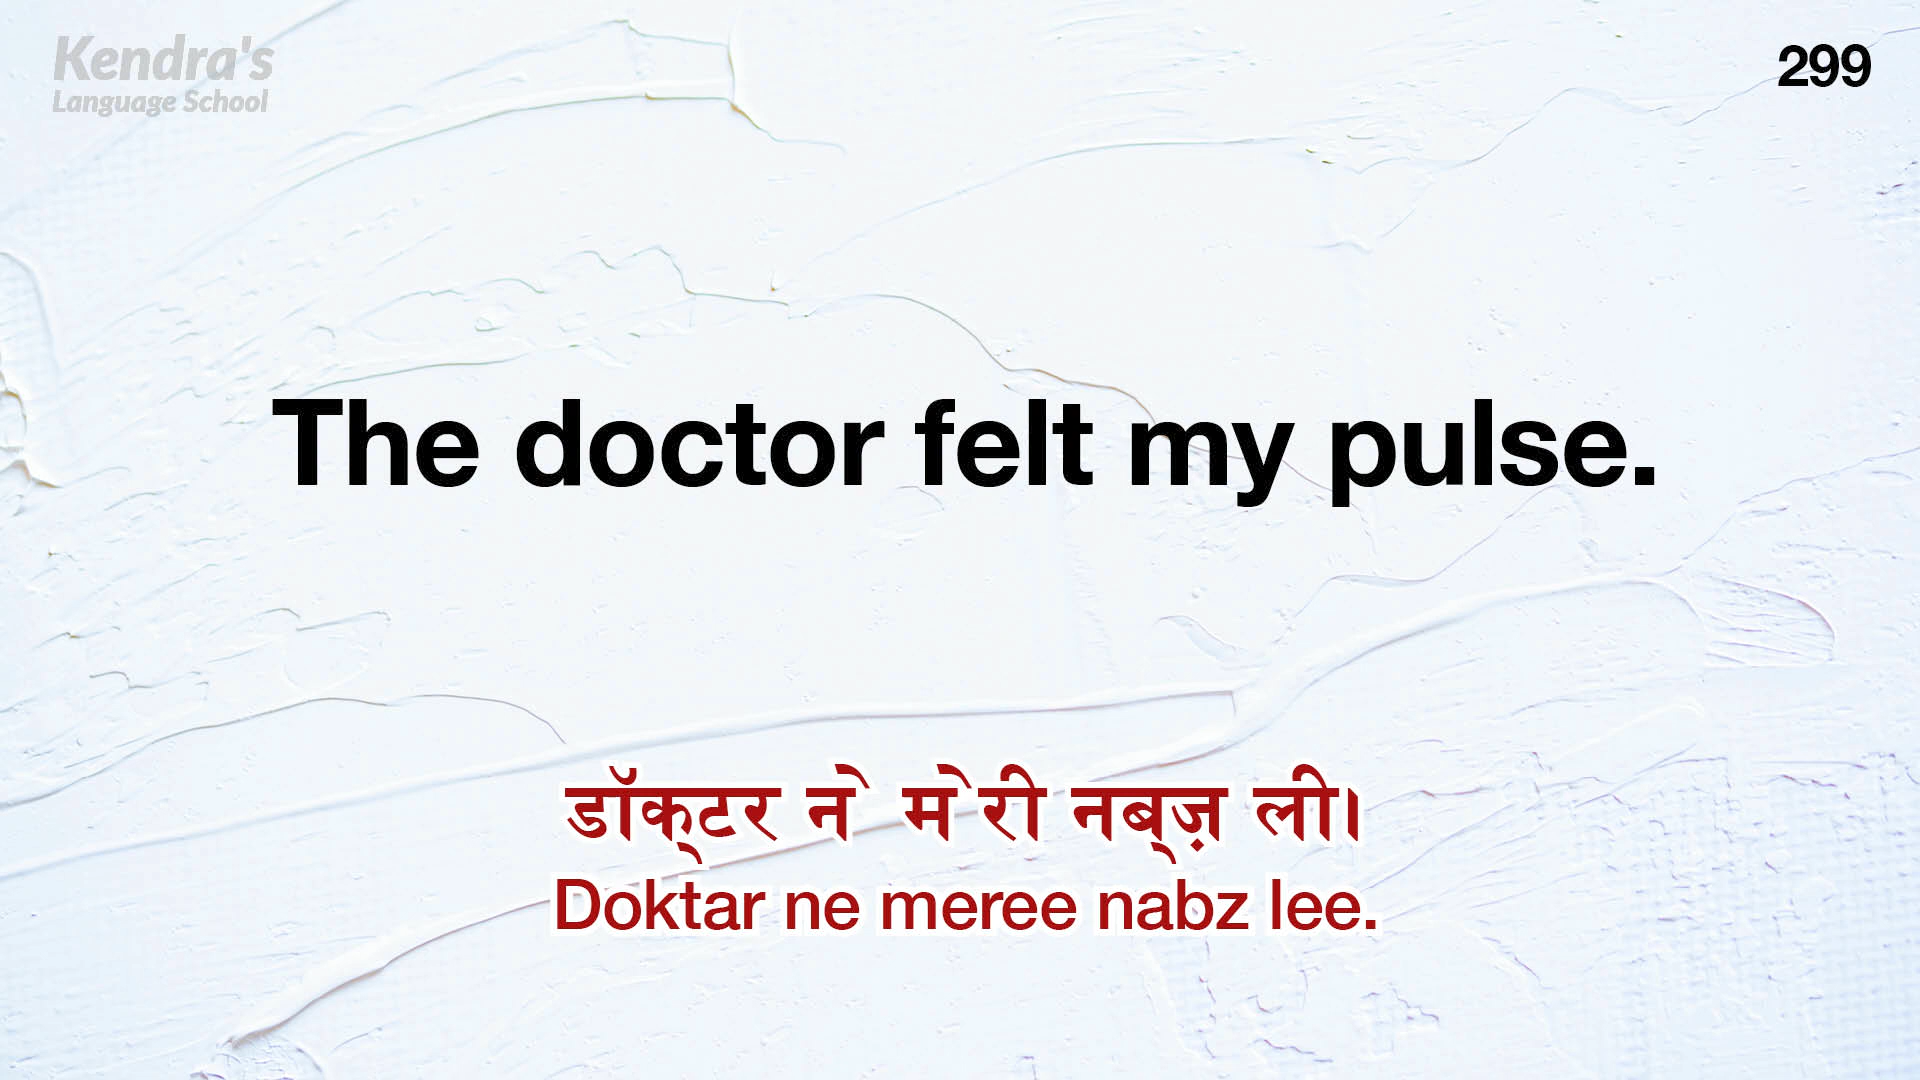 Kendra's
Language School
299
The doctor felt my pulse.
डॉक्टर ने मेरी नब्ज़ ली।
Doktar ne meree nabz lee.